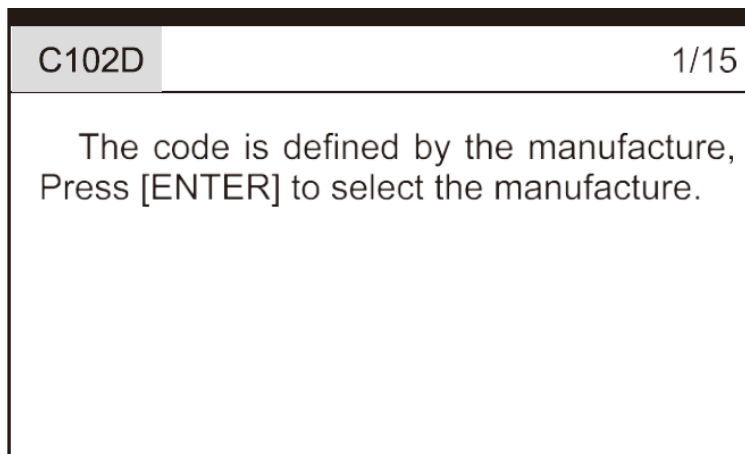 C102D 1/15
The code is defined by the manufacture,
Press [ENTER] to select the manufacture.